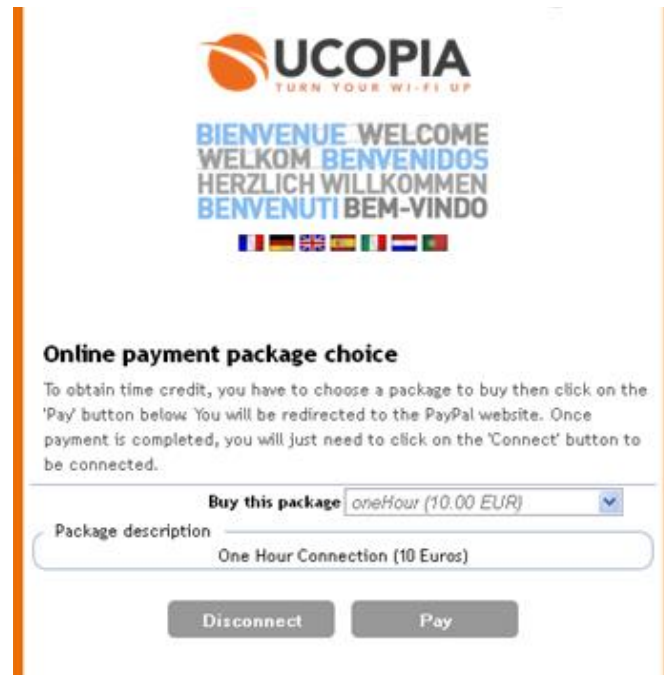 UCOPIA
TURN YOUR WI-FI UP
BIENVENUE WELCOME
WELKOM BENVENIDOS
HERZLICH WILLKOMMEN
BENVENUTI BEM-VINDO
Online payment package choice
To obtain time credit, you have to choose a package to buy then click on the
'Pay' button below. You will be redirected to the PayPal website. Once
payment is completed, you will just need to click on the 'Connect' button to
be connected.
Buy this package oneHour (10.00 EUR)
Package description
One Hour Connection (10 Euros)
Disconnect Pay